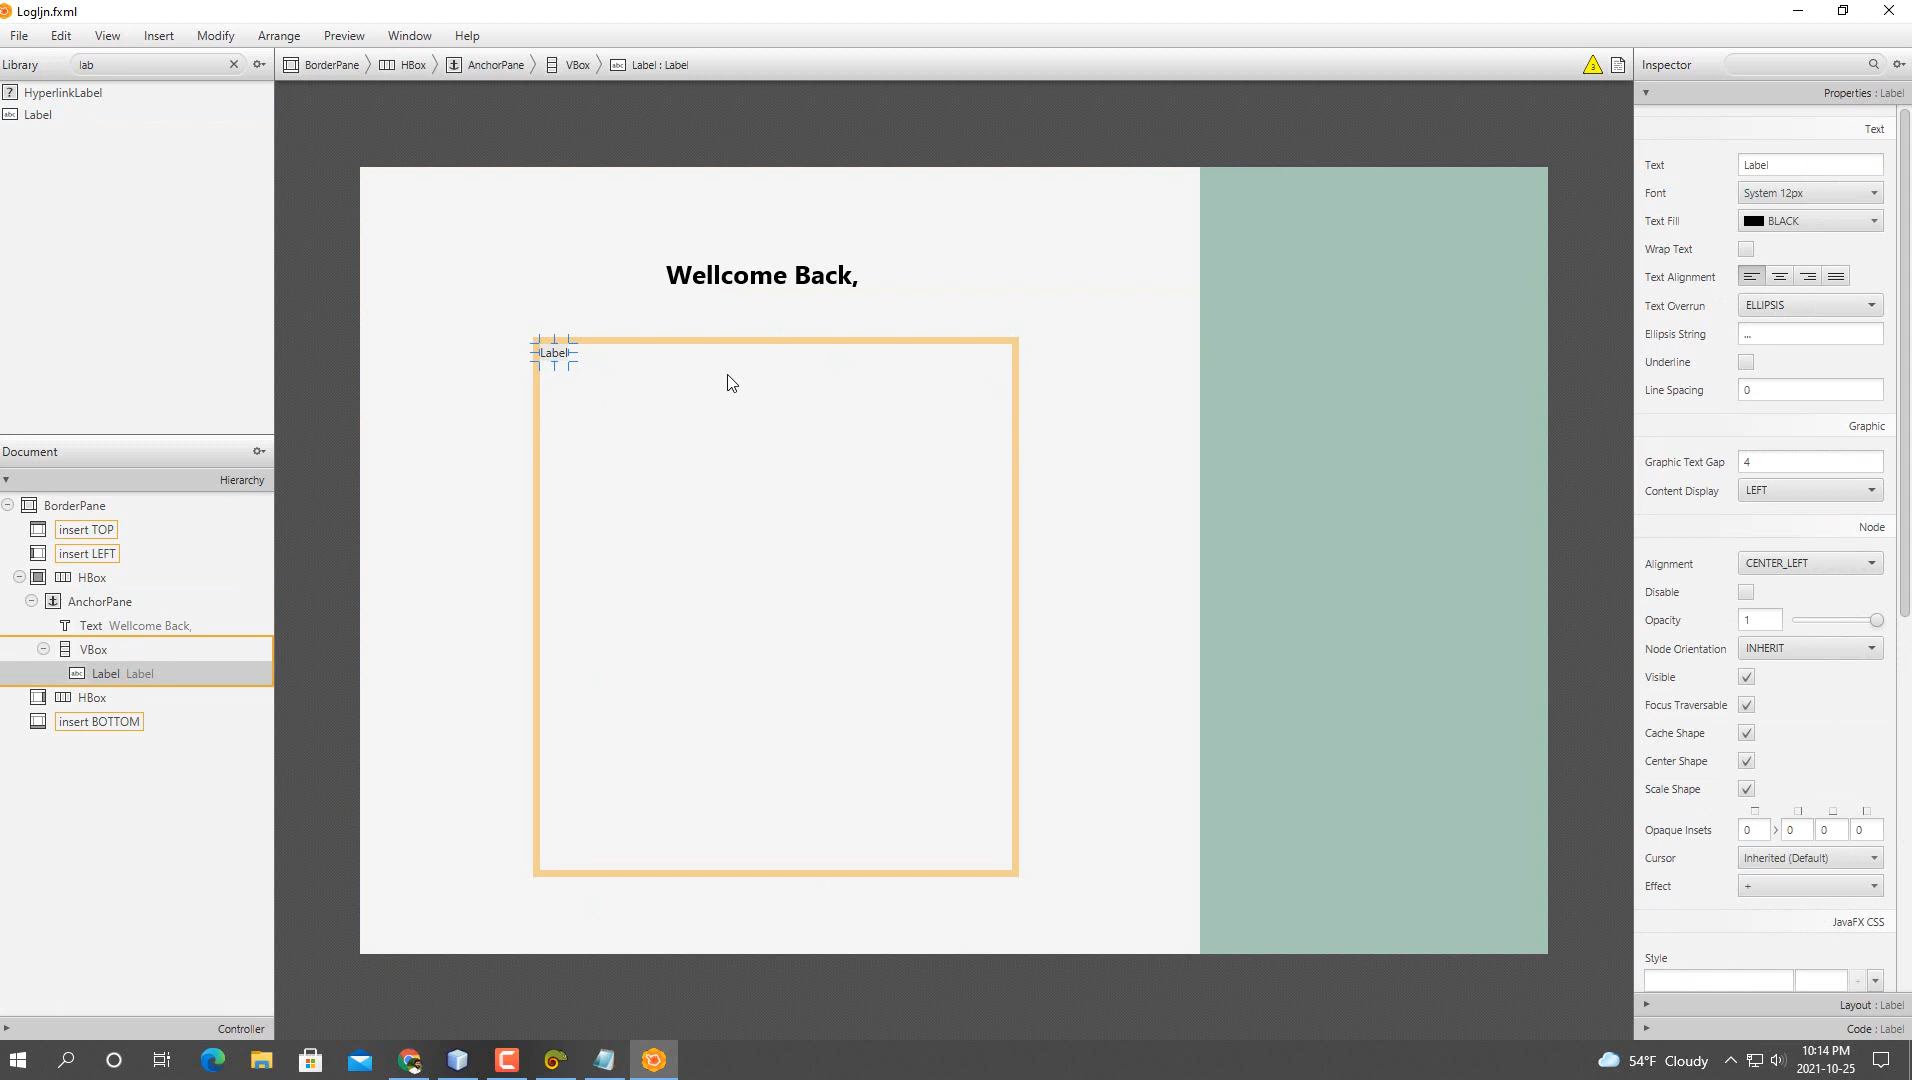 Logljn.fxml
File Edit View Insert Modify Arrange Preview Window Help
Library lab
BorderPane HBox AnchorPane VBox Label : Label
3
Inspector
? HyperlinkLabel
abc Label
Properties : Label
Text
Text Label
Font System 12px
Text Fill BLACK
Wrap Text
Text Alignment
Text Overrun ELLIPSIS
Ellipsis String ...
Underline
Line Spacing 0
Graphic
Graphic Text Gap 4
Content Display LEFT
Node
Alignment CENTER_LEFT
Disable
Opacity 1
Node Orientation INHERIT
Visible
Focus Traversable
Cache Shape
Center Shape
Scale Shape
Opaque Insets 0 0 0 0
Cursor Inherited (Default)
Effect +
JavaFX CSS
Style
Layout : Label
Code : Label
Wellcome Back,
Label
Document
Hierarchy
BorderPane
insert TOP
insert LEFT
HBox
AnchorPane
Text Wellcome Back,
VBox
abc Label Label
HBox
insert BOTTOM
Controller
54°F Cloudy
10:14 PM
2021-10-25